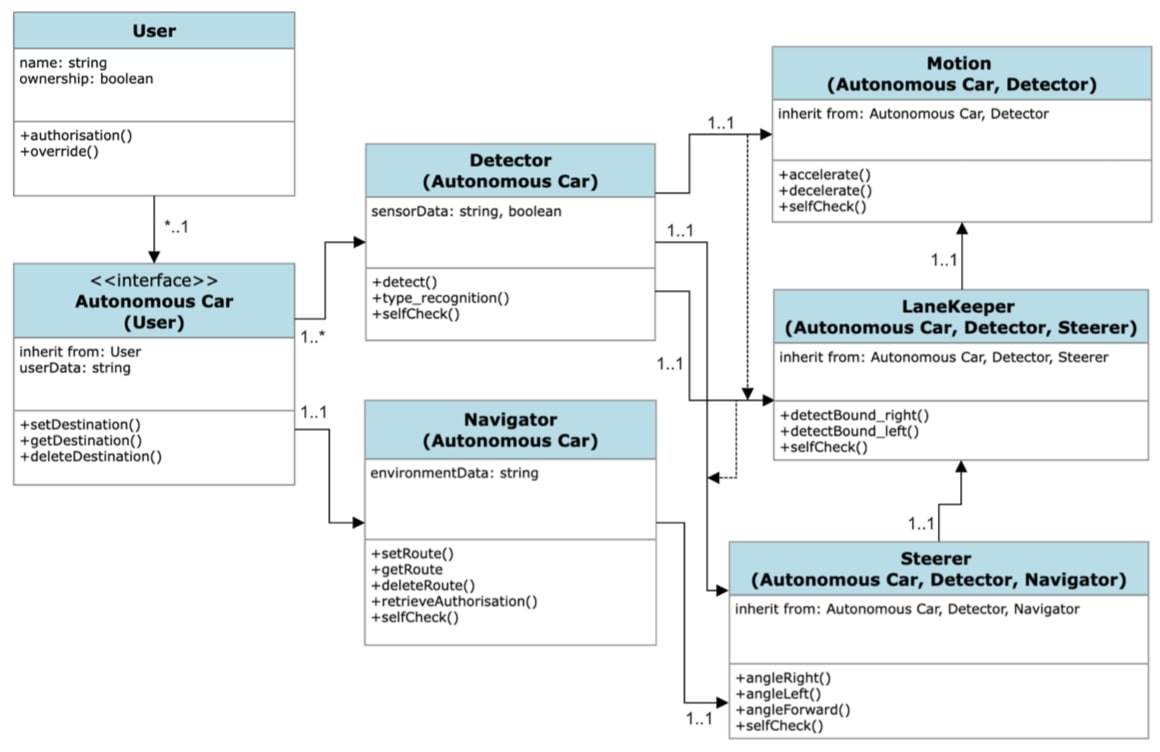 User
name: string
ownership: boolean
+authorisation()
+override()
*..1
<<interface>>
Autonomous Car
(User)
inherit from: User
userData: string
+setDestination()
+getDestination()
+deleteDestination()
1..*
1..1
Detector
(Autonomous Car)
sensorData: string, boolean
+detect()
+type_recognition()
+selfCheck()
1..1
1..1
1..1
Navigator
(Autonomous Car)
environmentData: string
+setRoute()
+getRoute
+deleteRoute()
+retrieveAuthorisation()
+selfCheck()
1..1
Motion
(Autonomous Car, Detector)
inherit from: Autonomous Car, Detector
+accelerate()
+decelerate()
+selfCheck()
1..1
LaneKeeper
(Autonomous Car, Detector, Steerer)
inherit from: Autonomous Car, Detector, Steerer
+detectBound_right()
+detectBound_left()
+selfCheck()
1..1
Steerer
(Autonomous Car, Detector, Navigator)
inherit from: Autonomous Car, Detector, Navigator
+angleRight()
+angleLeft()
+angleForward()
+selfCheck()